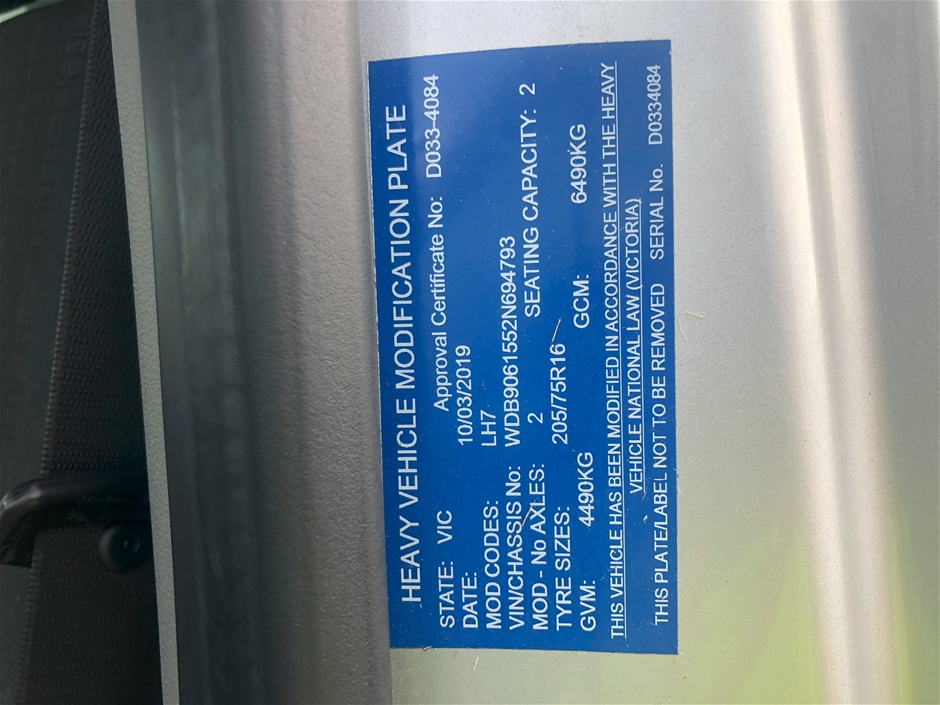 HEAVY VEHICLE MODIFICATION PLATE
STATE: VIC Approval Certificate No: D033-4084
DATE: 10/03/2019
MOD CODES: LH7
VIN/CHASSIS No: WDB9061552N694793
MOD - No AXLES: 2 SEATING CAPACITY: 2
TYRE SIZES: 205/75R16
GVM: 4490KG GCM: 6490KG
THIS VEHICLE HAS BEEN MODIFIED IN ACCORDANCE WITH THE HEAVY
VEHICLE NATIONAL LAW (VICTORIA)
THIS PLATE/LABEL NOT TO BE REMOVED SERIAL No. D0334084